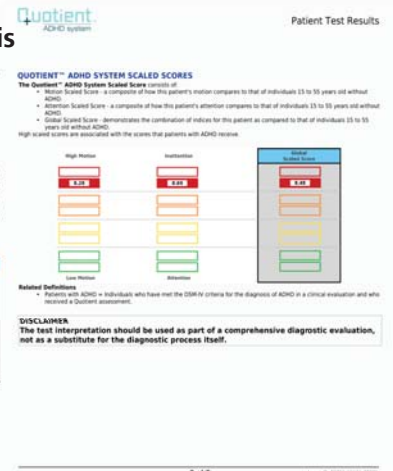 Quotient™
ADHD system
Patient Test Results
is
QUOTIENT™ ADHD SYSTEM SCALED SCORES
The Quotient™ ADHD System Scaled Score consists of:
• Motion Scaled Score - a composite of how this patient's motion compares to that of individuals 15 to 55 years old without
ADHD.
• Attention Scaled Score - a composite of how this patient's attention compares to that of individuals 15 to 55 years old without
ADHD.
• Global Scaled Score - demonstrates the combination of indices for this patient as compared to that of individuals 15 to 55
years old without ADHD.
High scaled scores are associated with the scores that patients with ADHD receive.
High Motion Inattention Global
Scaled Score
Low Motion Attention
Related Definitions
• Patients with ADHD = Individuals who have met the DSM-IV criteria for the diagnosis of ADHD in a clinical evaluation and who
received a Quotient assessment.
DISCLAIMER
The test interpretation should be used as part of a comprehensive diagnostic evaluation,
not as a substitute for the diagnostic process itself.